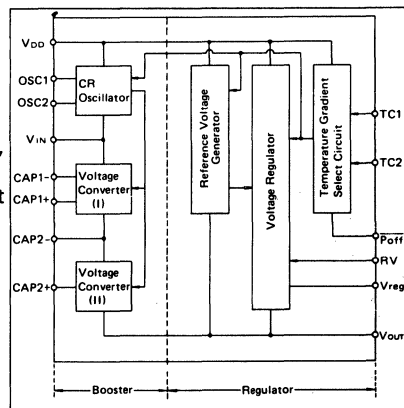 VDD
OSC1
OSC2
VIN
CAP1–
CAP1+
CAP2–
CAP2+
CR
Oscillator
Voltage
Converter
(I)
Voltage
Converter
(II)
Reference Voltage
Generator
Voltage Regulator
Temperature Gradient
Select Circuit
TC1
TC2
Poff
RV
Vreg
VOUT
Booster
Regulator